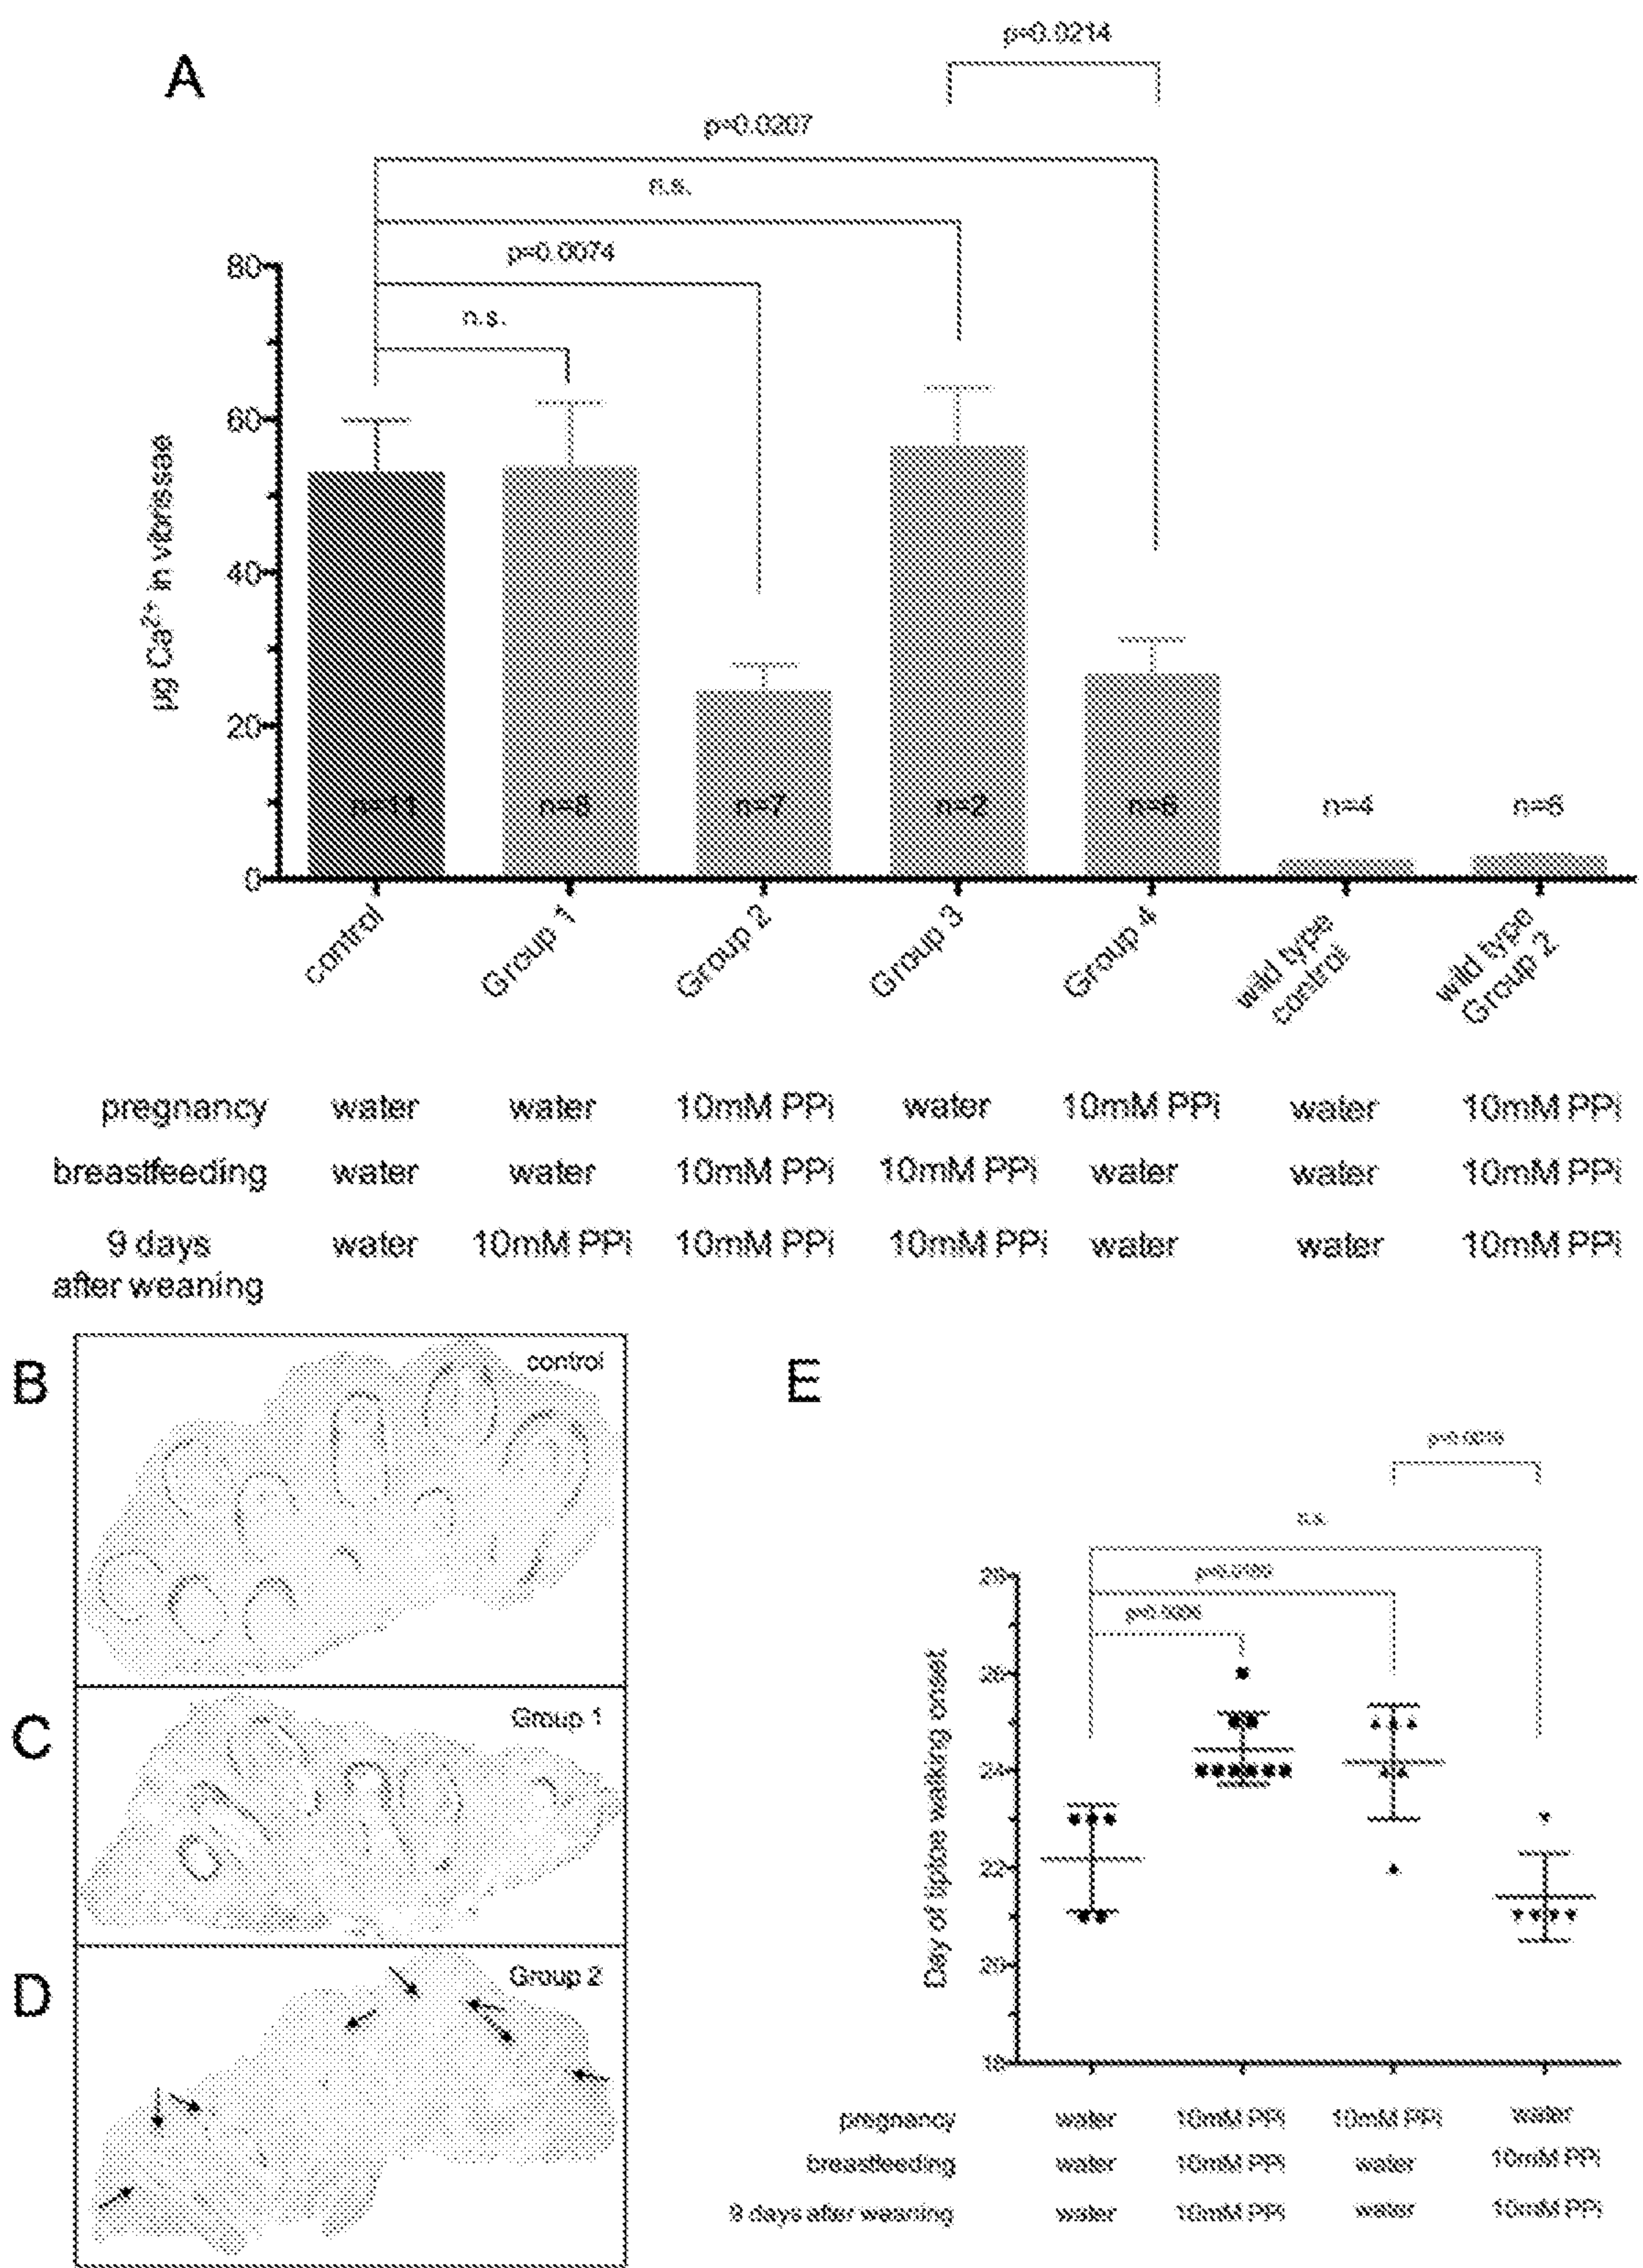 A
p=0.0214
p=0.0207
n.s.
p=0.0074
n.s.
80
60
40
20
0
µg Ca²⁺ in vibrissae
n=11
n=8
n=7
n=2
n=4
control
Group 1
Group 2
Group 3
Group 4
wild type
control
wild type
Group 2
pregnancy water water 10mM PPi water 10mM PPi water 10mM PPi
breastfeeding water water 10mM PPi 10mM PPi water water 10mM PPi
9 days
after weaning
water 10mM PPi 10mM PPi 10mM PPi water water 10mM PPi
B
control
C
Group 1
D
Group 2
E
n.s.
26
24
22
20
18
Day of tiptoe walking onset
pregnancy water 10mM PPi 10mM PPi water
breastfeeding water 10mM PPi water 10mM PPi
9 days after weaning water 10mM PPi water 10mM PPi